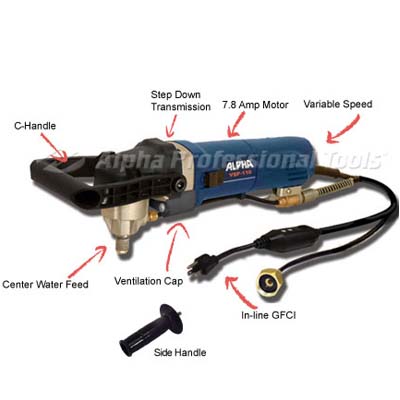 Step Down
Transmission
7.8 Amp Motor
Variable Speed
C-Handle
Alpha Professional Tools
ALPHA
VSP-110
Center Water Feed
Ventilation Cap
In-line GFCI
Side Handle